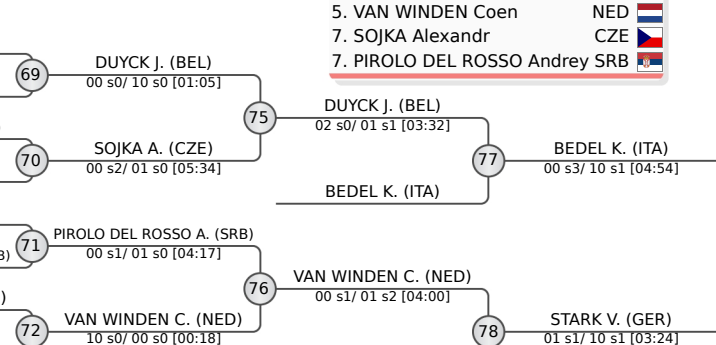 5. VAN WINDEN Coen NED
7. SOJKA Alexandr CZE
7. PIROLO DEL ROSSO Andrey SRB
69
DUYCK J. (BEL)
00 s0/ 10 s0 [01:05]
75
DUYCK J. (BEL)
02 s0/ 01 s1 [03:32]
70
SOJKA A. (CZE)
00 s2/ 01 s0 [05:34]
77
BEDEL K. (ITA)
00 s3/ 10 s1 [04:54]
BEDEL K. (ITA)
71
PIROLO DEL ROSSO A. (SRB)
00 s1/ 01 s0 [04:17]
76
VAN WINDEN C. (NED)
00 s1/ 01 s2 [04:00]
72
VAN WINDEN C. (NED)
10 s0/ 00 s0 [00:18]
78
STARK V. (GER)
01 s1/ 10 s1 [03:24]